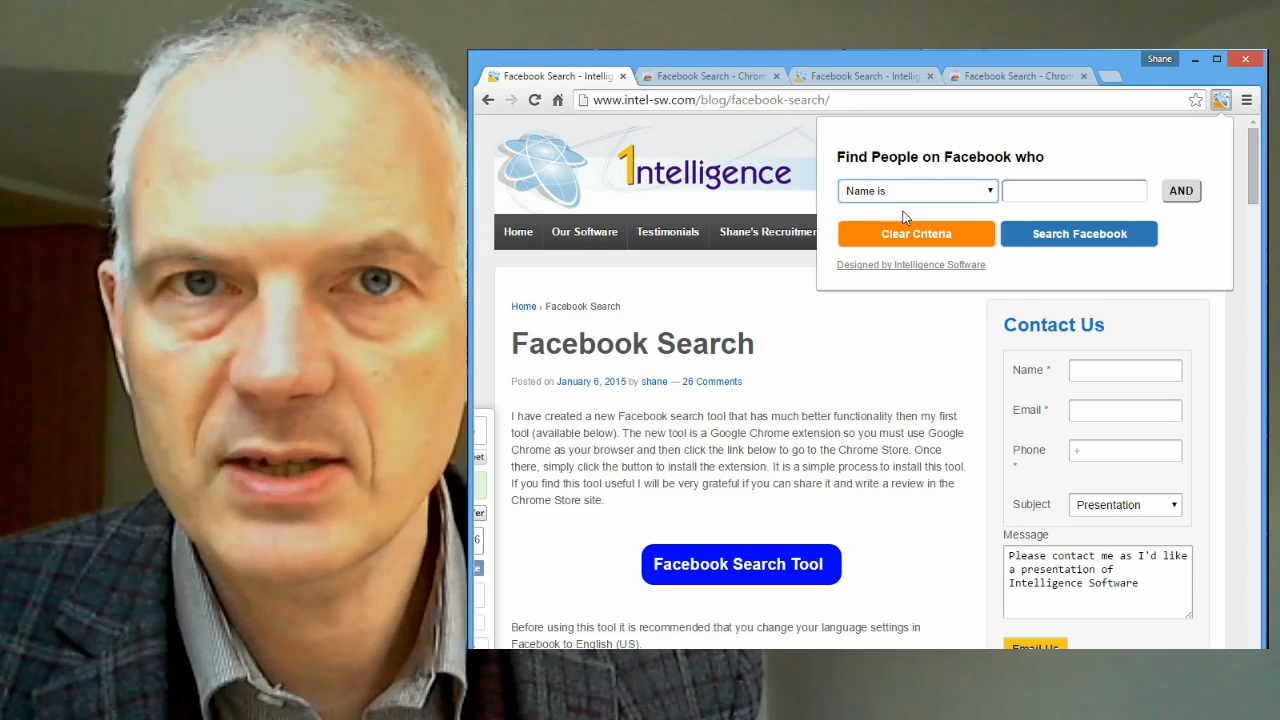 Shane
Facebook Search - Intellig
Facebook Search - Chrom
Facebook Search - Intellig
Facebook Search - Chrom
www.intel-sw.com/blog/facebook-search/
1ntelligence
Find People on Facebook who
Name is
AND
Clear Criteria
Search Facebook
Designed by Intelligence Software
Home
Our Software
Testimonials
Shane's Recruitmen
Home › Facebook Search
Facebook Search
Posted on January 6, 2015 by shane — 26 Comments
I have created a new Facebook search tool that has much better functionality then my first
tool (available below). The new tool is a Google Chrome extension so you must use Google
Chrome as your browser and then click the link below to go to the Chrome Store. Once
there, simply click the button to install the extension. It is a simple process to install this tool.
If you find this tool useful I will be very grateful if you can share it and write a review in the
Chrome Store site.
Facebook Search Tool
Before using this tool it is recommended that you change your language settings in
Facebook to English (US).
eet
fer
6
e
Contact Us
Name *
Email *
Phone
+
*
Subject
Presentation
Message
Please contact me as I'd like
a presentation of
Intelligence Software
Email Us